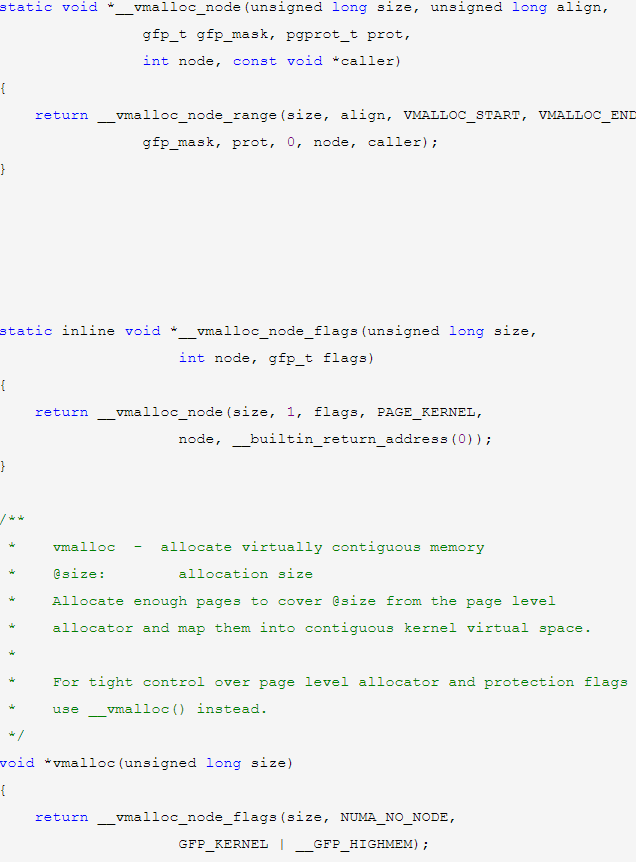 static void *__vmalloc_node(unsigned long size, unsigned long align,
gfp_t gfp_mask, pgprot_t prot,
int node, const void *caller)
{
return __vmalloc_node_range(size, align, VMALLOC_START, VMALLOC_END
gfp_mask, prot, 0, node, caller);
}
static inline void *__vmalloc_node_flags(unsigned long size,
int node, gfp_t flags)
{
return __vmalloc_node(size, 1, flags, PAGE_KERNEL,
node, __builtin_return_address(0));
}
/**
* vmalloc - allocate virtually contiguous memory
* @size: allocation size
* Allocate enough pages to cover @size from the page level
* allocator and map them into contiguous kernel virtual space.
*
* For tight control over page level allocator and protection flags
* use __vmalloc() instead.
*/
void *vmalloc(unsigned long size)
{
return __vmalloc_node_flags(size, NUMA_NO_NODE,
GFP_KERNEL | __GFP_HIGHMEM);